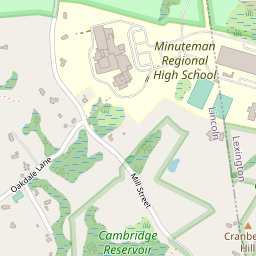 Minuteman
Regional
High School
Lincoln
Lexington
Oakdale Lane
Mill Street
Cambridge
Reservoir
Cranbe
Hill